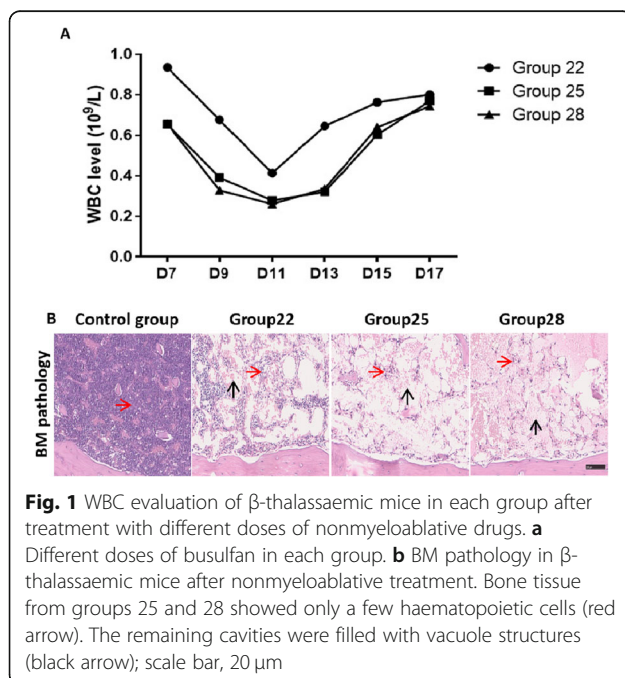 A
WBC level (10⁹/L)
1.0
0.8
0.6
0.4
0.2
0.0
D7 D9 D11 D13 D15 D17
Group 22
Group 25
Group 28
B
Control group Group22 Group25 Group28
BM pathology
Fig. 1 WBC evaluation of β-thalassaemic mice in each group after
treatment with different doses of nonmyeloablative drugs. a
Different doses of busulfan in each group. b BM pathology in β-
thalassaemic mice after nonmyeloablative treatment. Bone tissue
from groups 25 and 28 showed only a few haematopoietic cells (red
arrow). The remaining cavities were filled with vacuole structures
(black arrow); scale bar, 20 μm